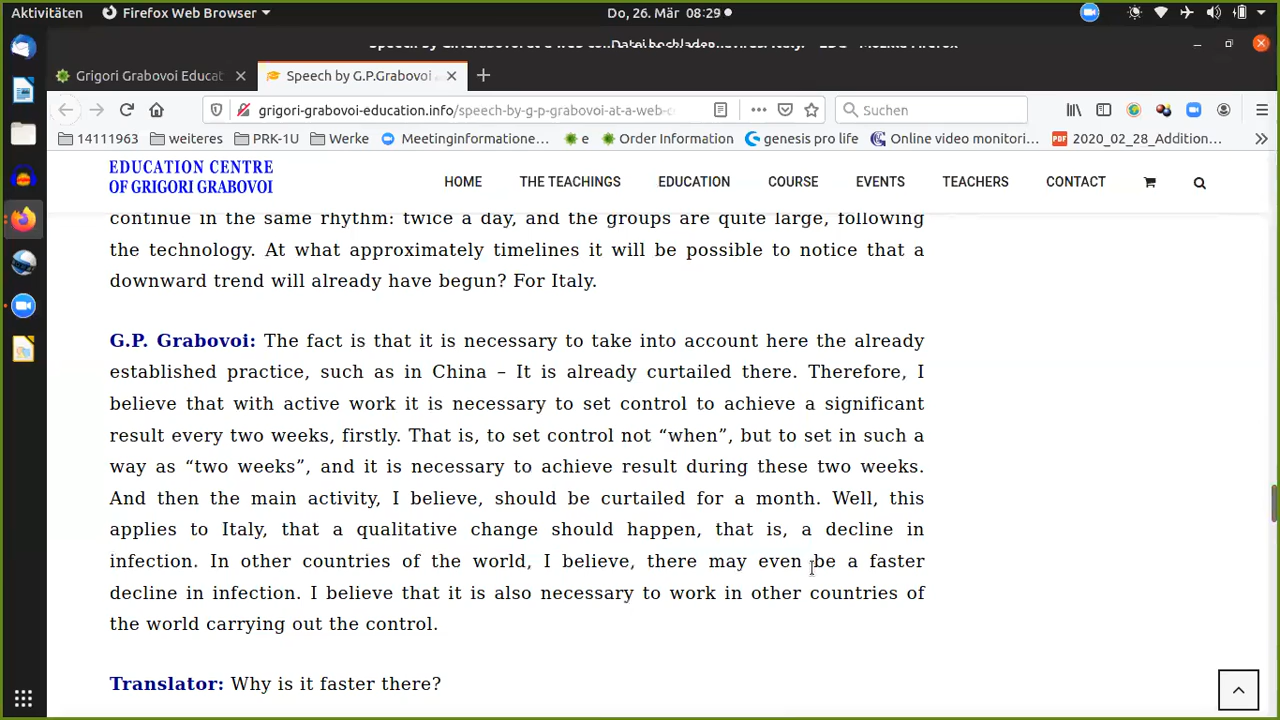 Aktivitäten
Firefox Web Browser
Do, 26. Mär 08:29
Datei hochladen
Mozilla Firefox
Grigori Grabovoi Educat
Speech by G.P.Grabovoi
grigori-grabovoi-education.info/speech-by-g-p-grabovoi-at-a-web-c
Suchen
14111963
weiteres
PRK-1U
Werke
Meetinginformatione…
e
Order Information
genesis pro life
Online video monitori…
2020_02_28_Addition…
EDUCATION CENTRE
OF GRIGORI GRABOVOI
HOME
THE TEACHINGS
EDUCATION
COURSE
EVENTS
TEACHERS
CONTACT
continue in the same rhythm: twice a day, and the groups are quite large, following
the technology. At what approximately timelines it will be possible to notice that a
downward trend will already have begun? For Italy.
G.P. Grabovoi: The fact is that it is necessary to take into account here the already
established practice, such as in China – It is already curtailed there. Therefore, I
believe that with active work it is necessary to set control to achieve a significant
result every two weeks, firstly. That is, to set control not “when”, but to set in such a
way as “two weeks”, and it is necessary to achieve result during these two weeks.
And then the main activity, I believe, should be curtailed for a month. Well, this
applies to Italy, that a qualitative change should happen, that is, a decline in
infection. In other countries of the world, I believe, there may even be a faster
decline in infection. I believe that it is also necessary to work in other countries of
the world carrying out the control.
Translator: Why is it faster there?